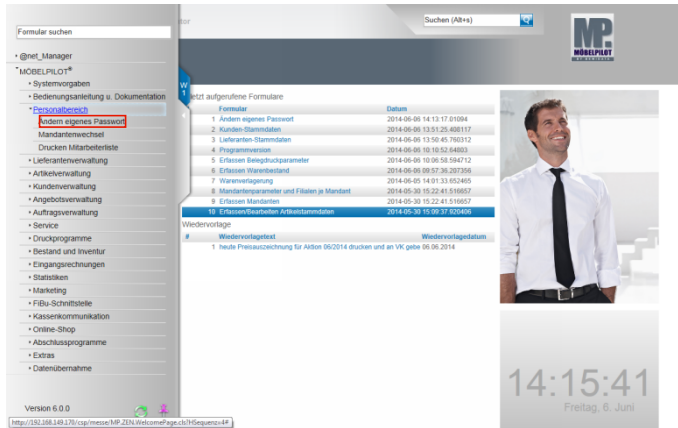 tor
Suchen (Alt+s)
MP
MÖBELPILOT
Formular suchen
@net_Manager
MÖBELPILOT®
Systemvorgaben
Bedienungsanleitung u. Dokumentation
Personalbereich
Ändern eigenes Passwort
Mandantenwechsel
Drucken Mitarbeiterliste
Lieferantenverwaltung
Artikelverwaltung
Kundenverwaltung
Angebotsverwaltung
Auftragsverwaltung
Service
Druckprogramme
Bestand und Inventur
Eingangsrechnungen
Statistiken
Marketing
FiBu-Schnittstelle
Kassenkommunikation
Online-Shop
Abschlussprogramme
Extras
Datenübernahme
Version 6.0.0
http://192.168.149.170/csp/messe/MP.ZEN.WelcomePage.cls?HSequenz=4#
W
1
letzt aufgerufene Formulare
Formular Datum
1 Ändern eigenes Passwort 2014-06-06 14:13:17.01094
2 Kunden-Stammdaten 2014-06-06 13:51:25.408117
3 Lieferanten-Stammdaten 2014-06-06 13:50:45.760312
4 Programmversion 2014-06-06 10:10:52.64803
5 Erfassen Belegdruckparameter 2014-06-06 10:06:58.594712
6 Erfassen Warenbestand 2014-06-06 09:57:36.207356
7 Warenverlagerung 2014-06-05 14:01:33.652465
8 Mandantenparameter und Filialen je Mandant 2014-05-30 15:22:41.516657
9 Erfassen Mandanten 2014-05-30 15:22:41.516657
10 Erfassen/Bearbeiten Artikelstammdaten 2014-05-30 15:09:37.920406
Wiedervorlage
# Wiedervorlagetext Wiedervorlagedatum
1 heute Preisauszeichnung für Aktion 06/2014 drucken und an VK gebe 06.06.2014
14:15:41
Freitag, 6. Juni